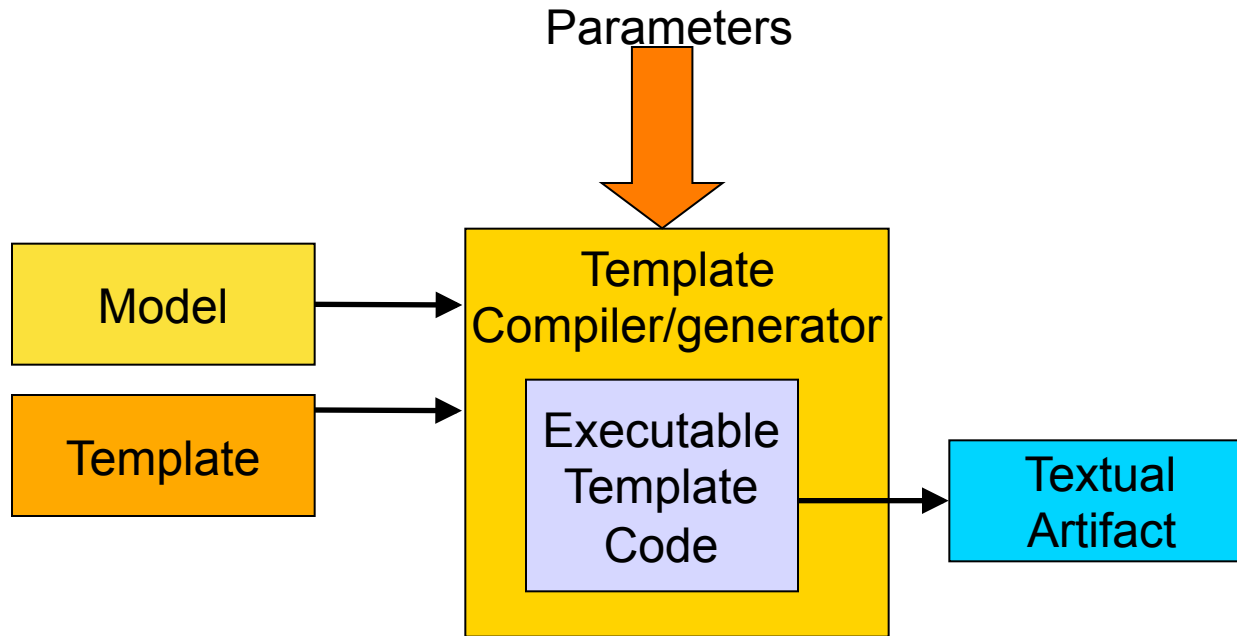 Parameters
Model
Template
Template
Compiler/generator
Executable
Template
Code
Textual
Artifact